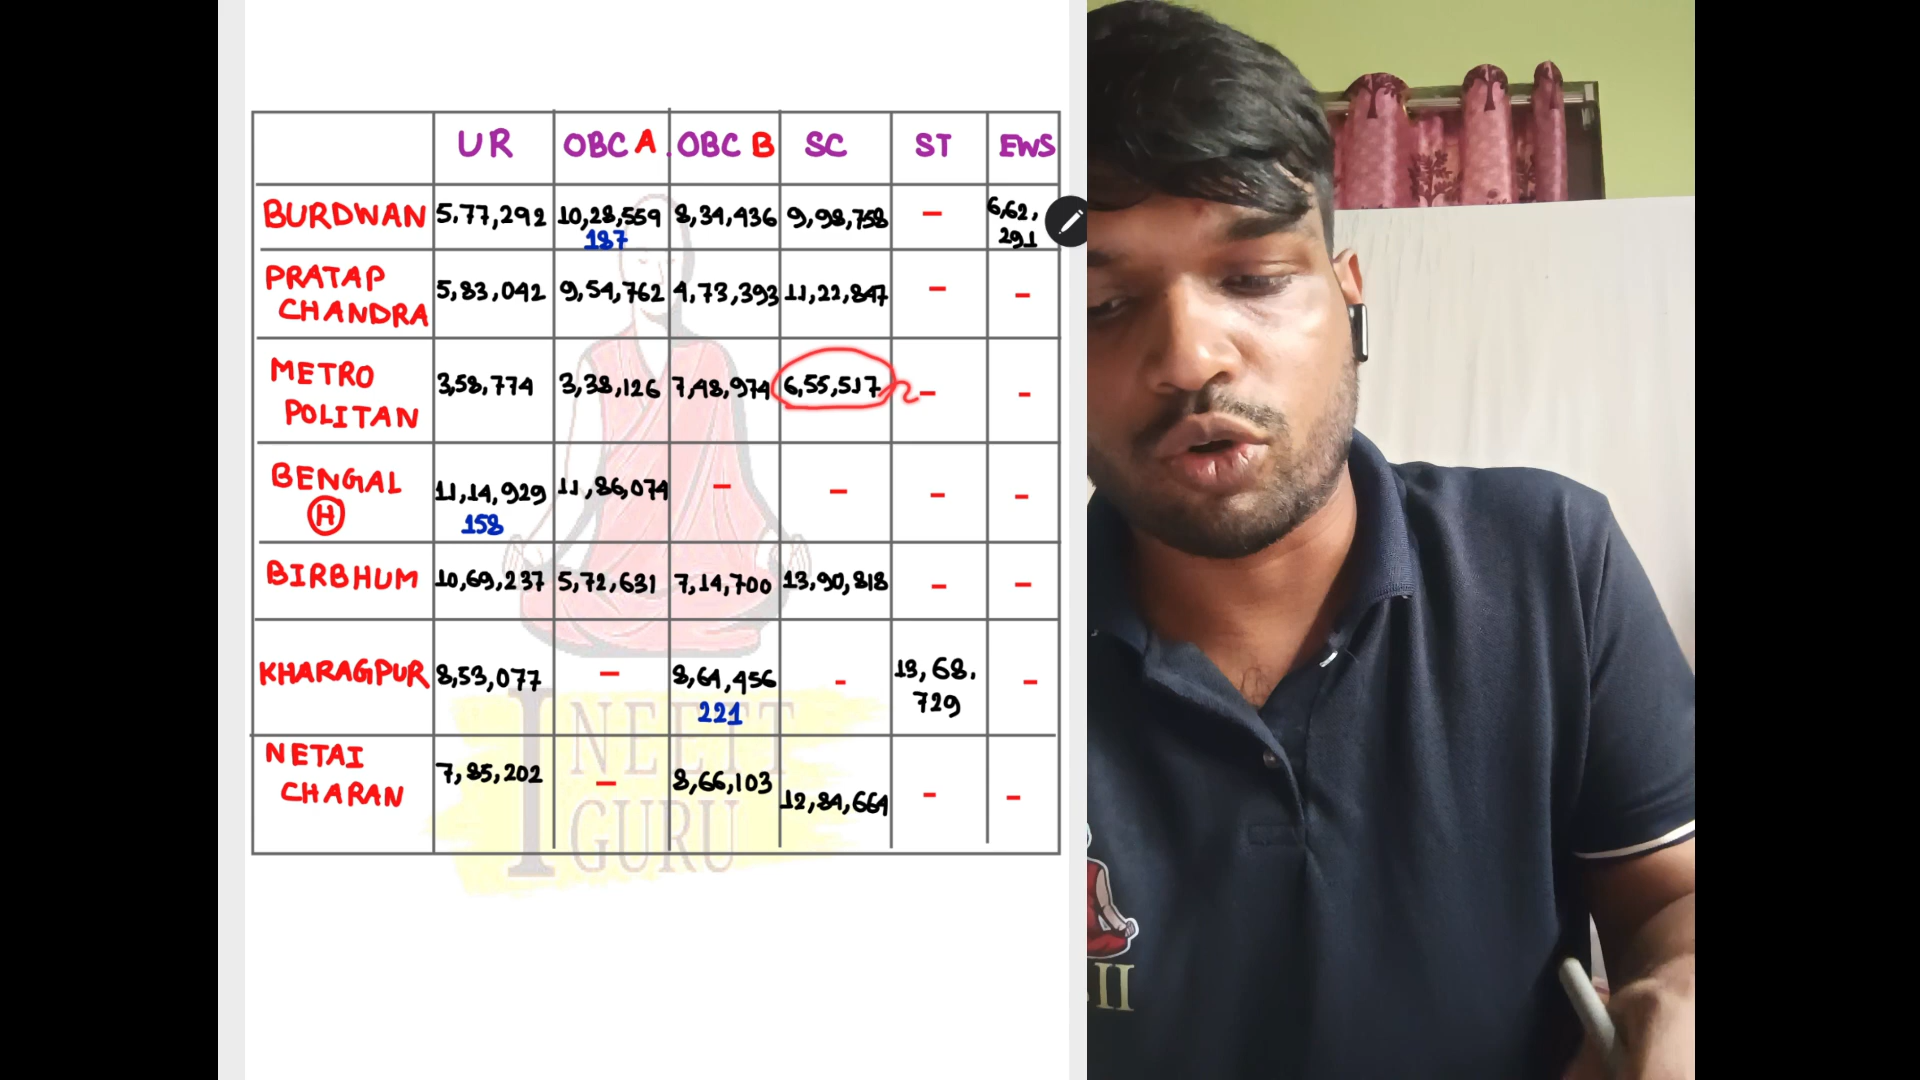 UR OBC A OBC B SC ST EWS
BURDWAN 5,77,292 10,28,559 8,34,436 9,98,758 - 6,62,
187 291
PRATAP
CHANDRA 5,83,042 9,54,762 4,73,393 11,22,847 - -
METRO
POLITAN 3,58,774 3,38,126 7,48,974 6,55,517 - -
BENGAL
H 11,14,929 11,86,074 - - - -
158
BIRBHUM 10,69,237 5,72,631 7,14,700 13,90,818 - -
KHARAGPUR 8,53,077 - 8,64,456 - 13,68, -
221 729
NETAI
CHARAN 7,85,202 - 8,66,103 12,84,664 - -
I NEETT
GURU
II